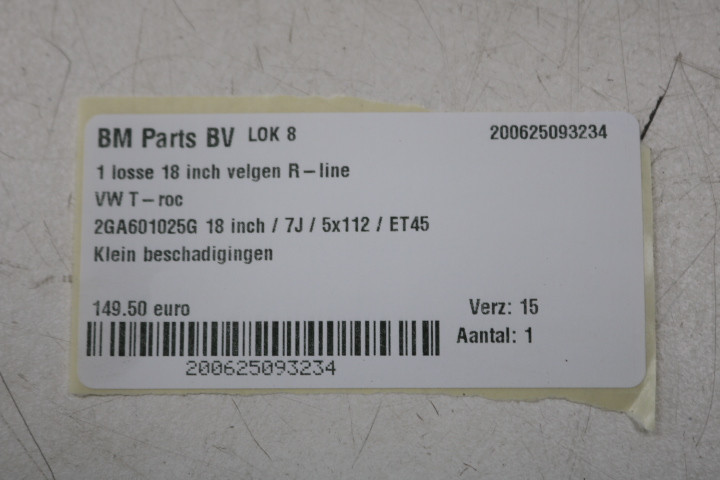 BM Parts BV LOK 8 200625093234
1 losse 18 inch velgen R-line
VW T-roc
2GA601025G 18 inch / 7J / 5x112 / ET45
Klein beschadigingen
149.50 euro Verz: 15
Aantal: 1
200625093234